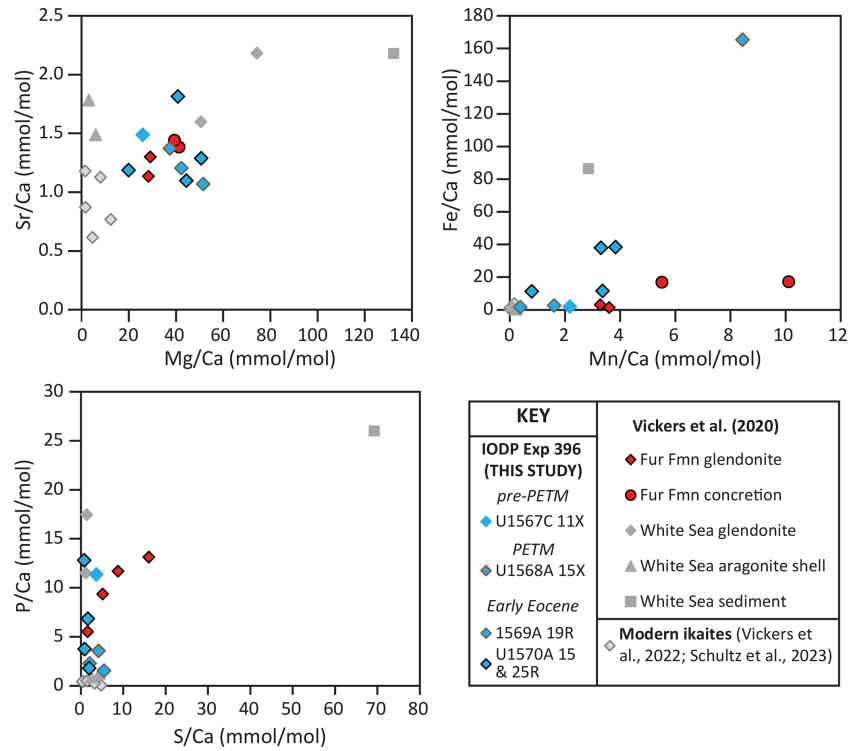 2.5
2.0
1.5
1.0
0.5
0.0
Sr/Ca (mmol/mol)
0 20 40 60 80 100 120 140
Mg/Ca (mmol/mol)
180
160
140
120
100
80
60
40
20
0
Fe/Ca (mmol/mol)
0 2 4 6 8 10 12
Mn/Ca (mmol/mol)
30
25
20
15
10
5
0
P/Ca (mmol/mol)
0 10 20 30 40 50 60 70 80
S/Ca (mmol/mol)
KEY
IODP Exp 396
(THIS STUDY)
pre-PETM
U1567C 11X
PETM
U1568A 15X
Early Eocene
1569A 19R
U1570A 15
& 25R
Vickers et al. (2020)
Fur Fmn glendonite
Fur Fmn concretion
White Sea glendonite
White Sea aragonite shell
White Sea sediment
Modern ikaites (Vickers et
al., 2022; Schultz et al., 2023)